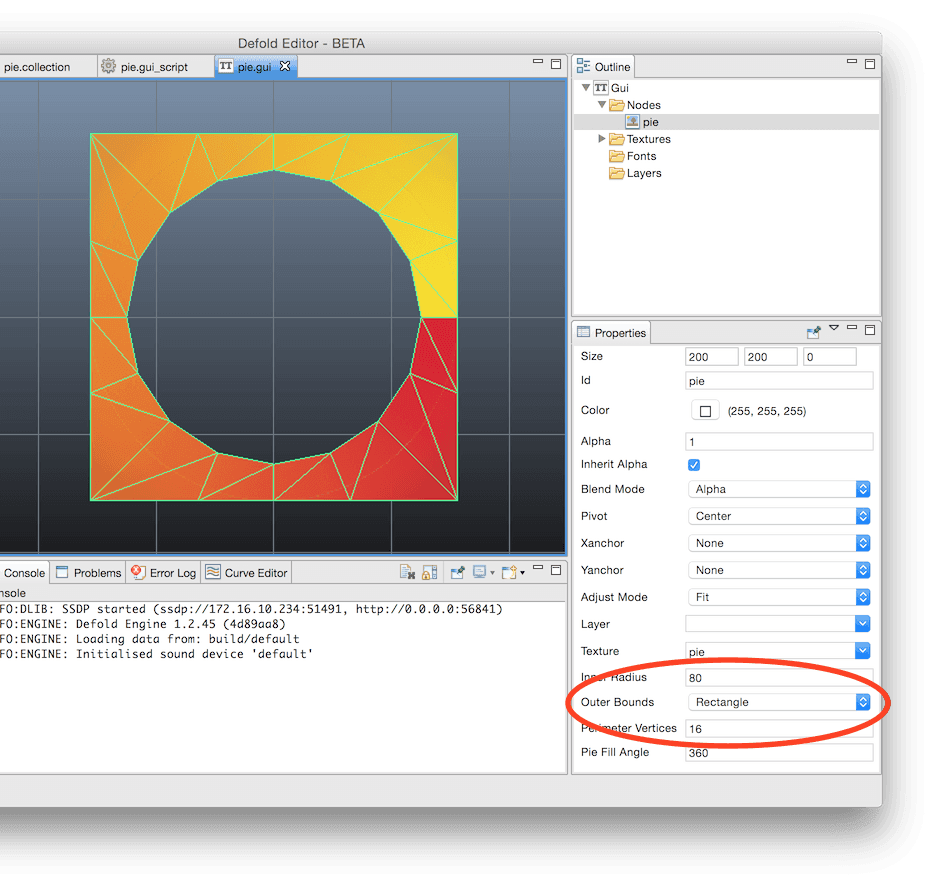 Defold Editor - BETA
pie.collection
pie.gui_script
TT pie.gui
Outline
TT Gui
Nodes
pie
Textures
Fonts
Layers
Properties
Size 200 200 0
Id pie
Color (255, 255, 255)
Alpha 1
Inherit Alpha
Blend Mode Alpha
Pivot Center
Xanchor None
Yanchor None
Adjust Mode Fit
Layer
Texture pie
Inner Radius 80
Outer Bounds Rectangle
Perimeter Vertices 16
Pie Fill Angle 360
Console Problems Error Log Curve Editor
nsole
FO:DLIB: SSDP started (ssdp://172.16.10.234:51491, http://0.0.0.0:56841)
FO:ENGINE: Defold Engine 1.2.45 (4d89aa8)
FO:ENGINE: Loading data from: build/default
FO:ENGINE: Initialised sound device 'default'